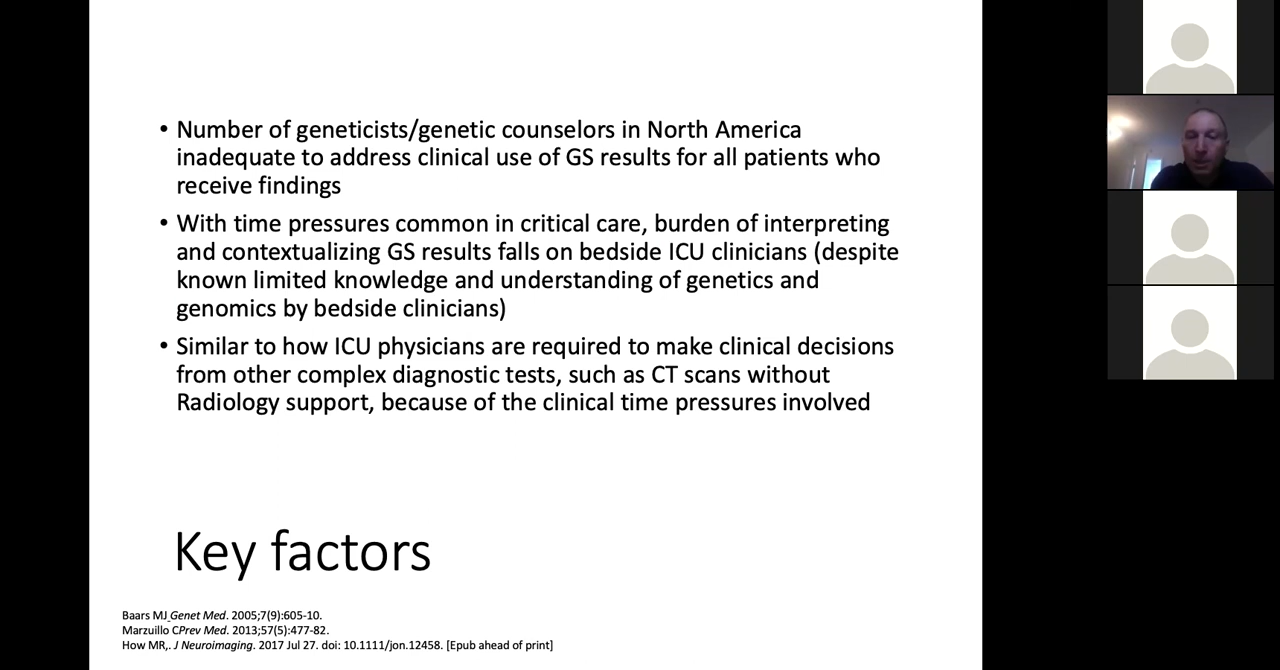 • Number of geneticists/genetic counselors in North America
inadequate to address clinical use of GS results for all patients who
receive findings
• With time pressures common in critical care, burden of interpreting
and contextualizing GS results falls on bedside ICU clinicians (despite
known limited knowledge and understanding of genetics and
genomics by bedside clinicians)
• Similar to how ICU physicians are required to make clinical decisions
from other complex diagnostic tests, such as CT scans without
Radiology support, because of the clinical time pressures involved
Key factors
Baars MJ Genet Med. 2005;7(9):605-10.
Marzuillo CPrev Med. 2013;57(5):477-82.
How MR,. J Neuroimaging. 2017 Jul 27. doi: 10.1111/jon.12458. [Epub ahead of print]